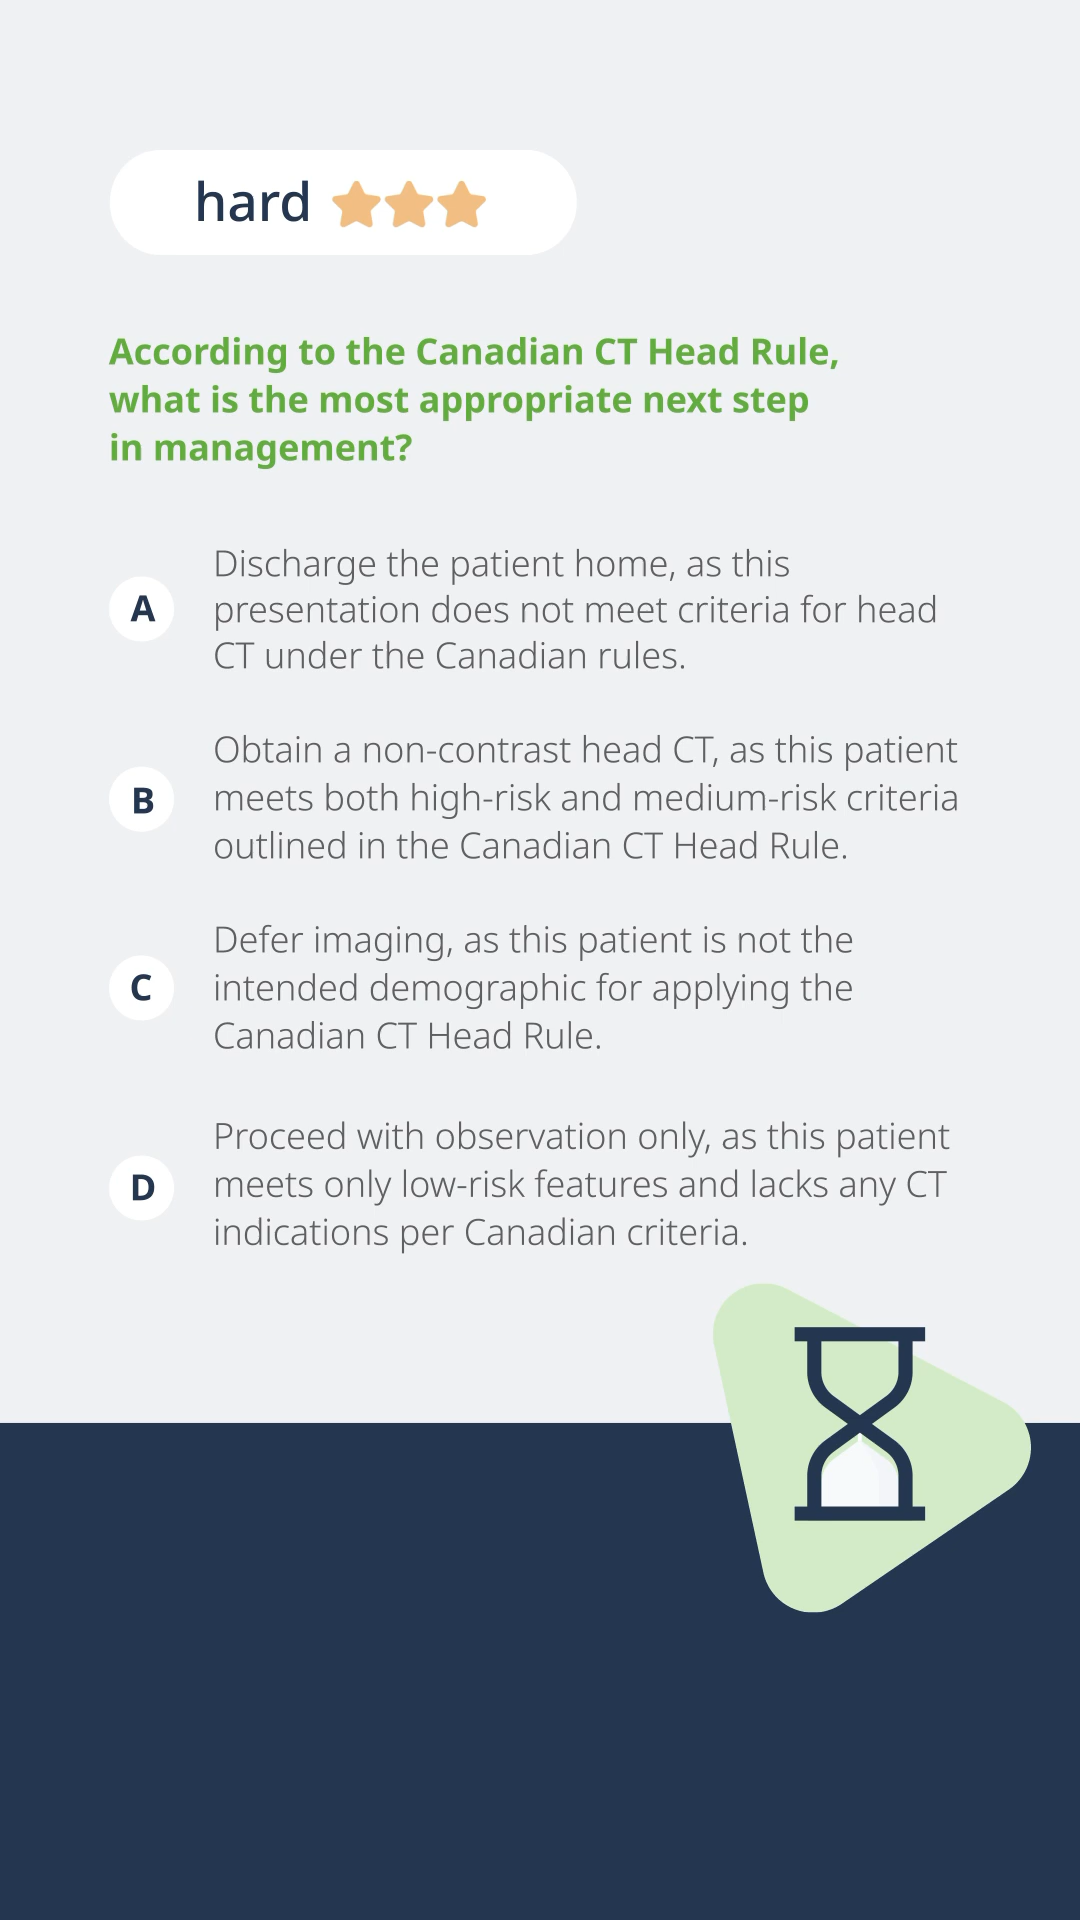 hard
According to the Canadian CT Head Rule,
what is the most appropriate next step
in management?
A
Discharge the patient home, as this
presentation does not meet criteria for head
CT under the Canadian rules.
B
Obtain a non-contrast head CT, as this patient
meets both high-risk and medium-risk criteria
outlined in the Canadian CT Head Rule.
C
Defer imaging, as this patient is not the
intended demographic for applying the
Canadian CT Head Rule.
D
Proceed with observation only, as this patient
meets only low-risk features and lacks any CT
indications per Canadian criteria.